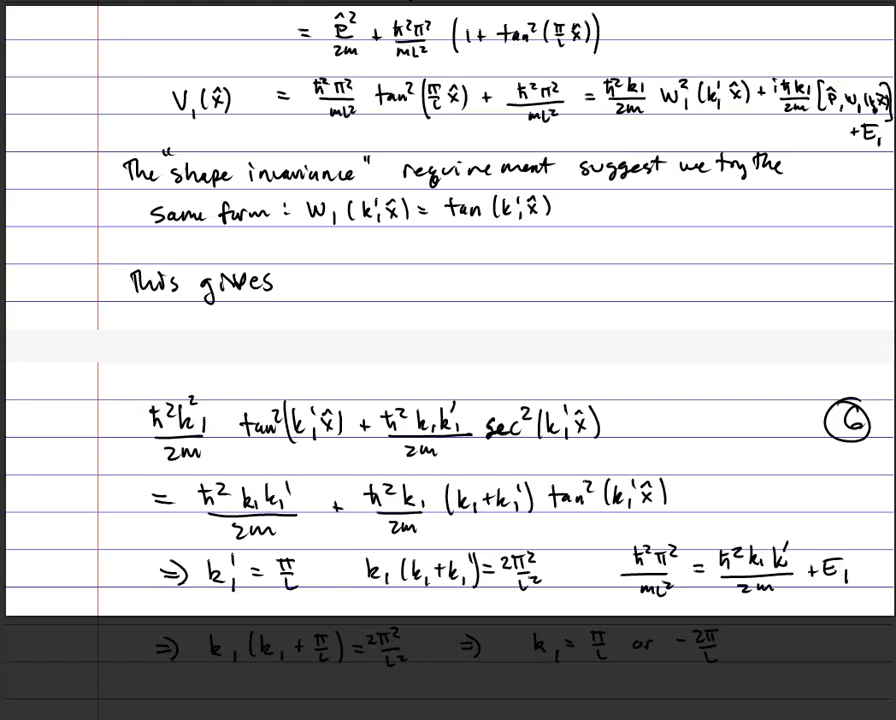 = p̂²/2m + ħ²π²/mL² (1 + tan²(π/L x̂))
V₁(x̂) = ħ²π²/mL² tan²(π/L x̂) + ħ²π²/mL² = ħ²k₁/2m W₁²(k₁'x̂) + iħk₁/2m [p̂, W₁(k₁'x̂)]
+E₁
The "shape invariance" requirement suggest we try the
same form : W₁(k₁'x̂) = tan(k₁'x̂)
This gives
ħ²k₁²/2m tan²(k₁'x̂) + ħ²k₁k₁'/2m sec²(k₁'x̂)
6
= ħ²k₁k₁'/2m + ħ²k₁/2m (k₁+k₁') tan²(k₁'x̂)
⇒ k₁' = π/L k₁(k₁+k₁') = 2π²/L² ħ²π²/mL² = ħ²k₁k₁'/2m + E₁
⇒ k₁(k₁ + π/L) = 2π²/L² ⇒ k₁ = π/L or -2π/L